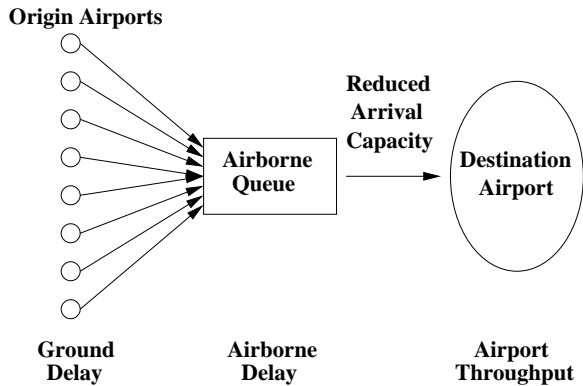 Origin Airports
Reduced
Arrival
Capacity
Airborne
Queue
Destination
Airport
Ground
Delay
Airborne
Delay
Airport
Throughput